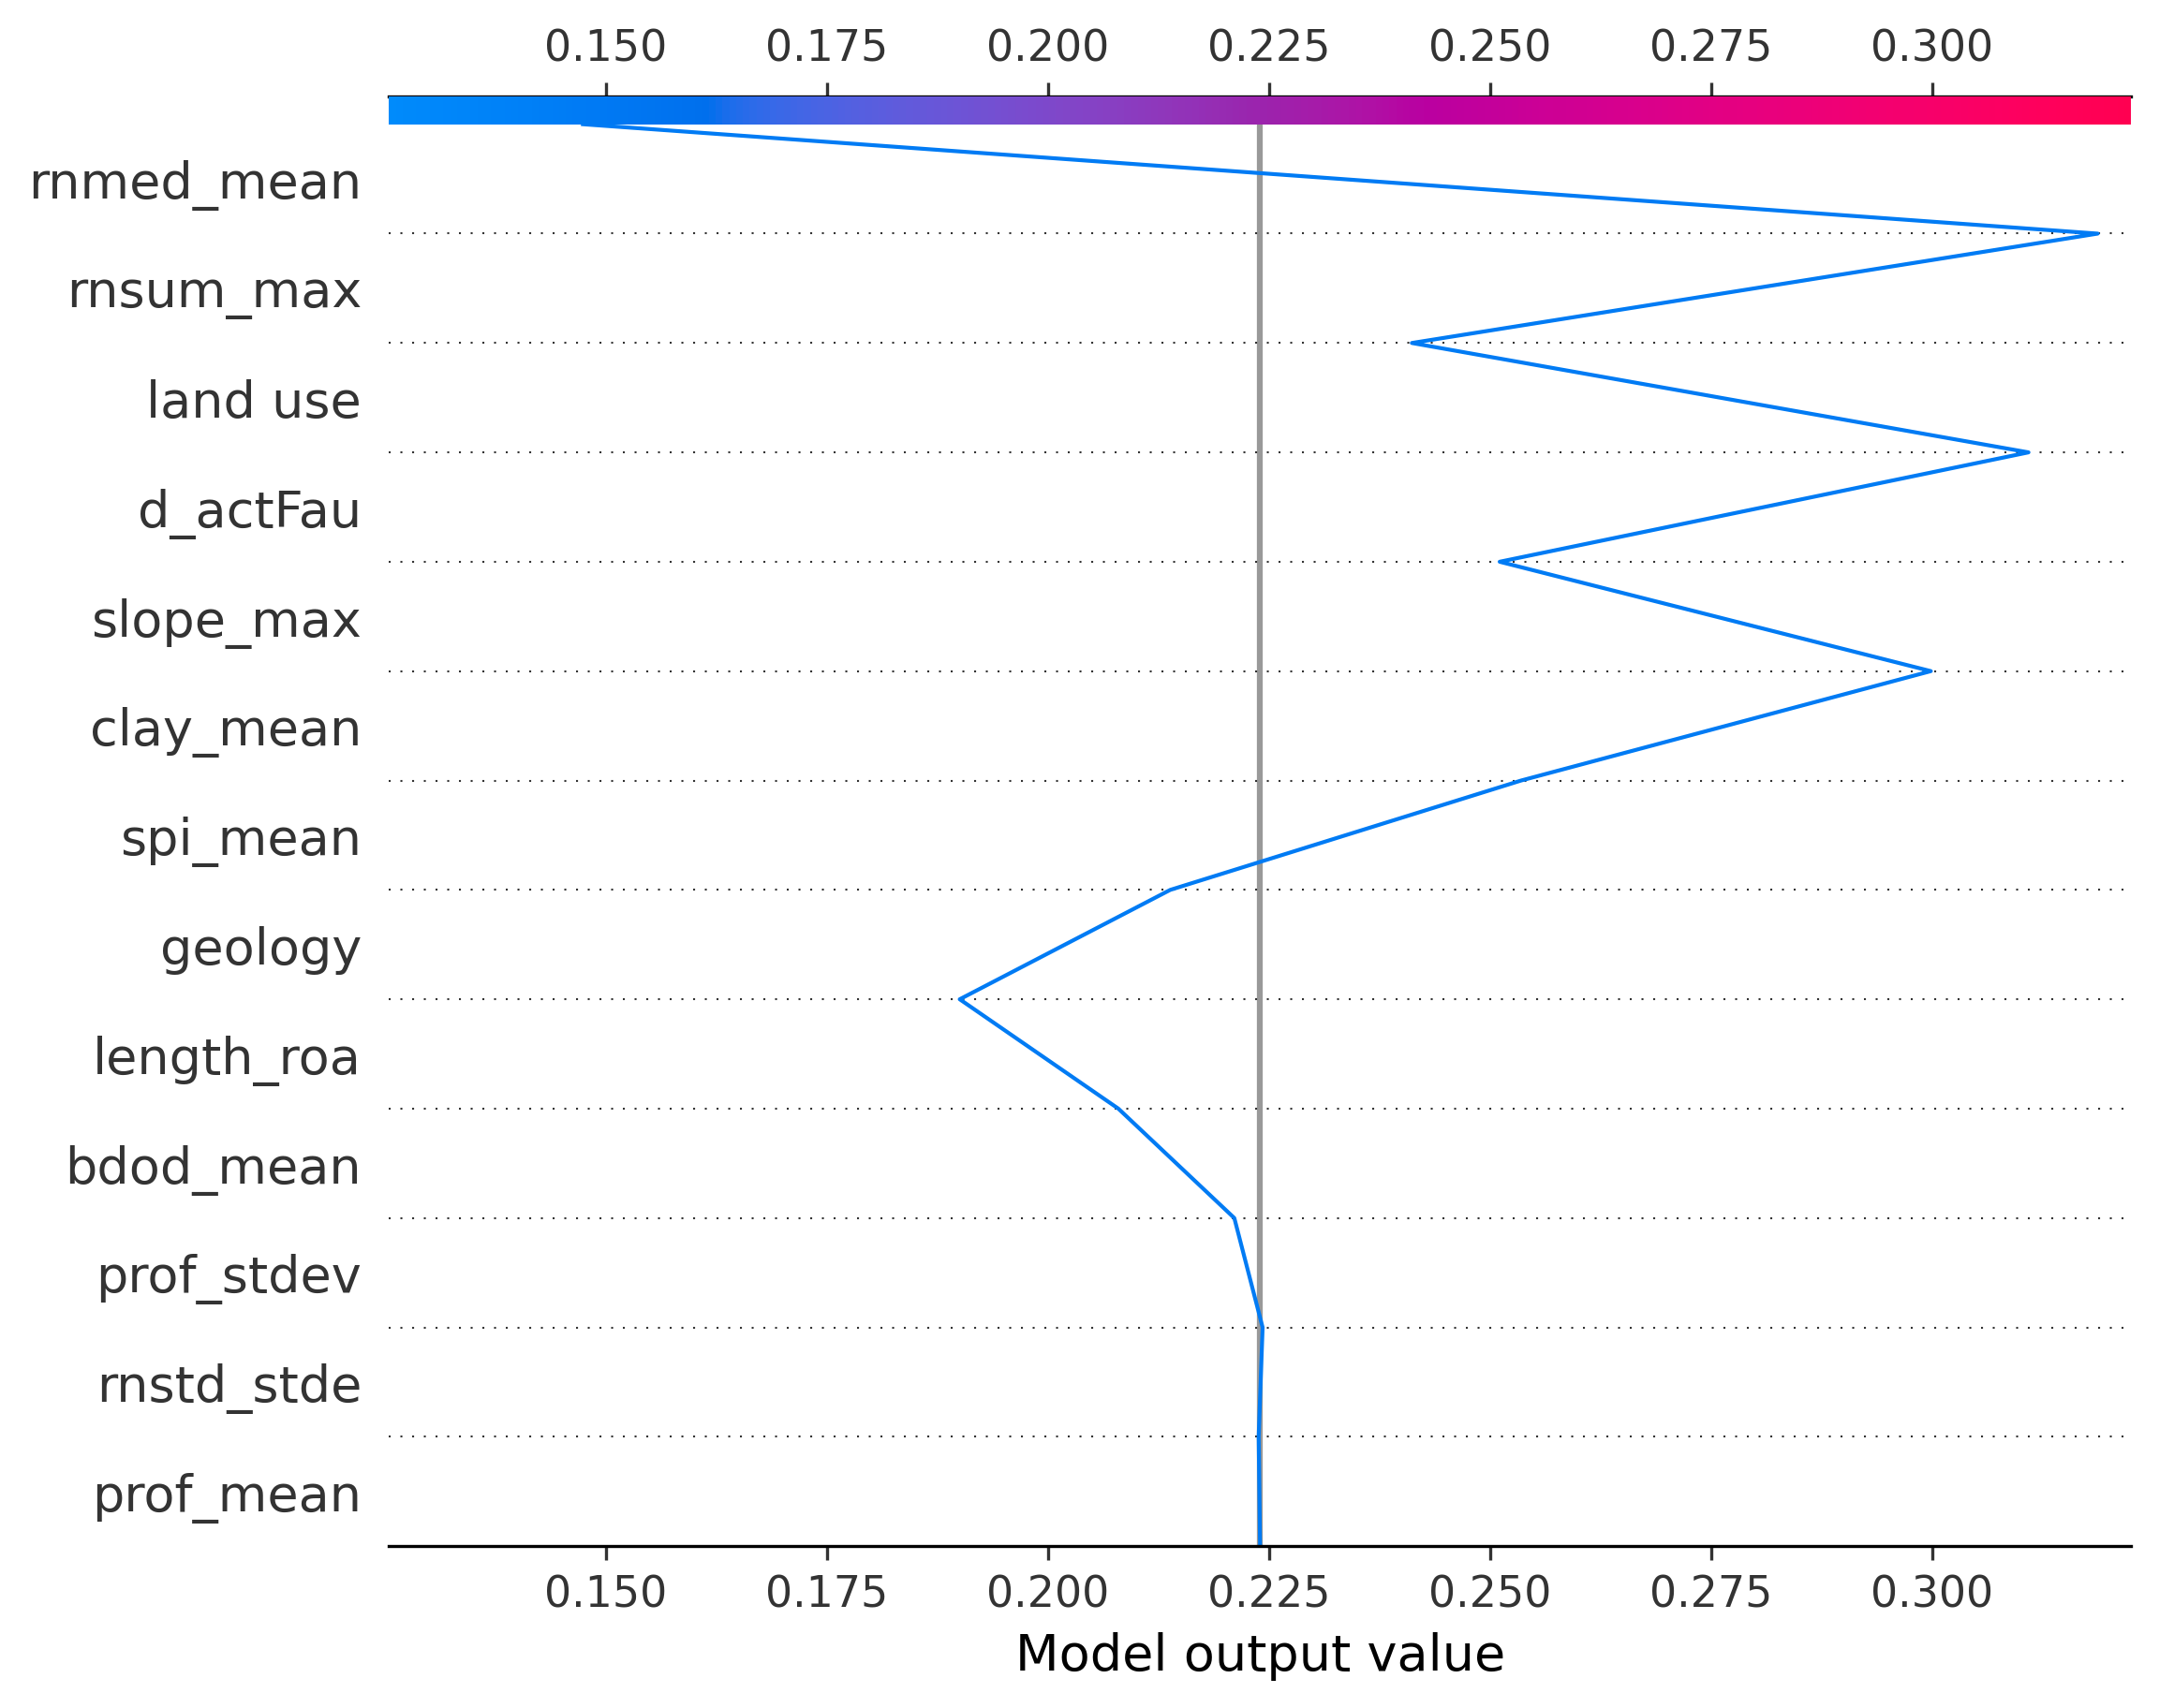 0.150 0.175 0.200 0.225 0.250 0.275 0.300
rnmed_mean
rnsum_max
land use
d_actFau
slope_max
clay_mean
spi_mean
geology
length_roa
bdod_mean
prof_stdev
rnstd_stde
prof_mean
0.150 0.175 0.200 0.225 0.250 0.275 0.300
Model output value